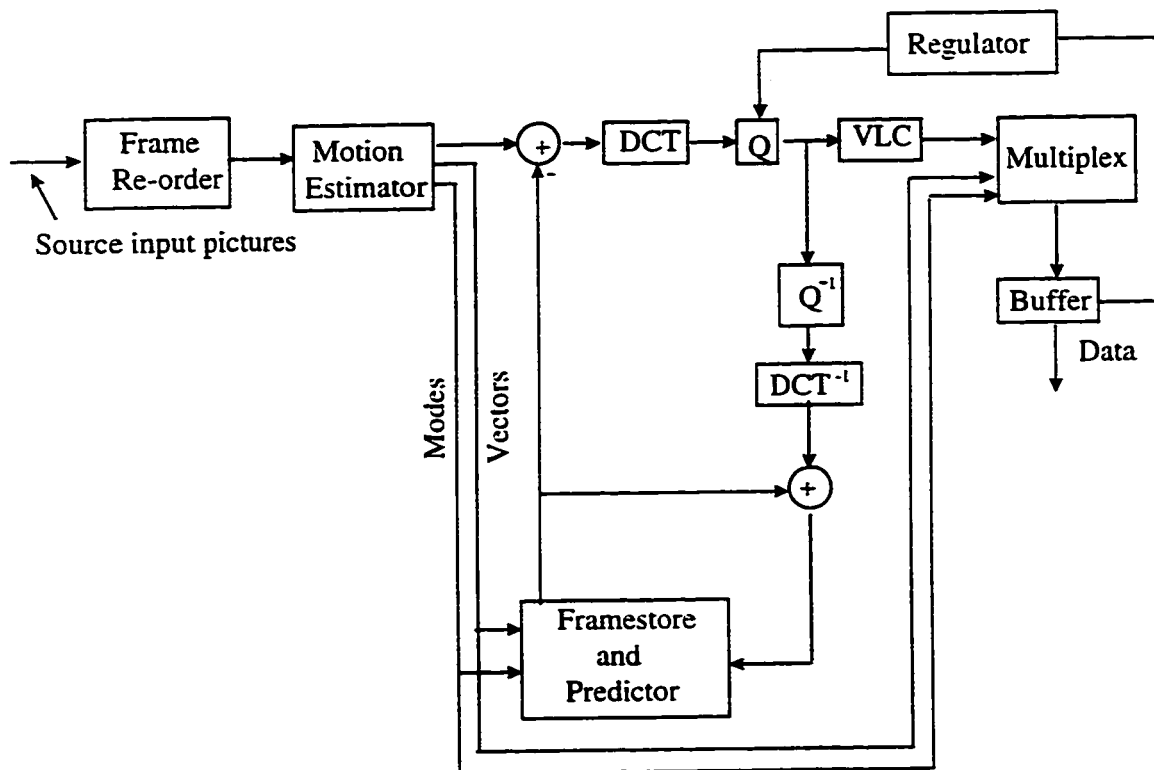 Regulator
Frame
Re-order
Motion
Estimator
+
-
DCT
Q
VLC
Multiplex
Source input pictures
Q⁻¹
Buffer
Data
DCT⁻¹
Modes
Vectors
+
Framestore
and
Predictor